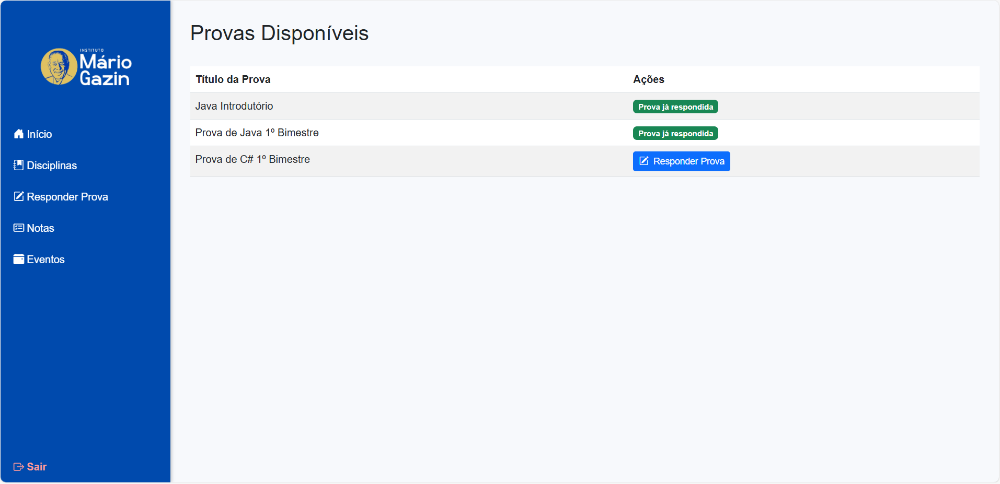 INSTITUTO
Mário
Gazin
Início
Disciplinas
Responder Prova
Notas
Eventos
Sair
Provas Disponíveis
Título da Prova Ações
Java Introdutório Prova já respondida
Prova de Java 1º Bimestre Prova já respondida
Prova de C# 1º Bimestre Responder Prova